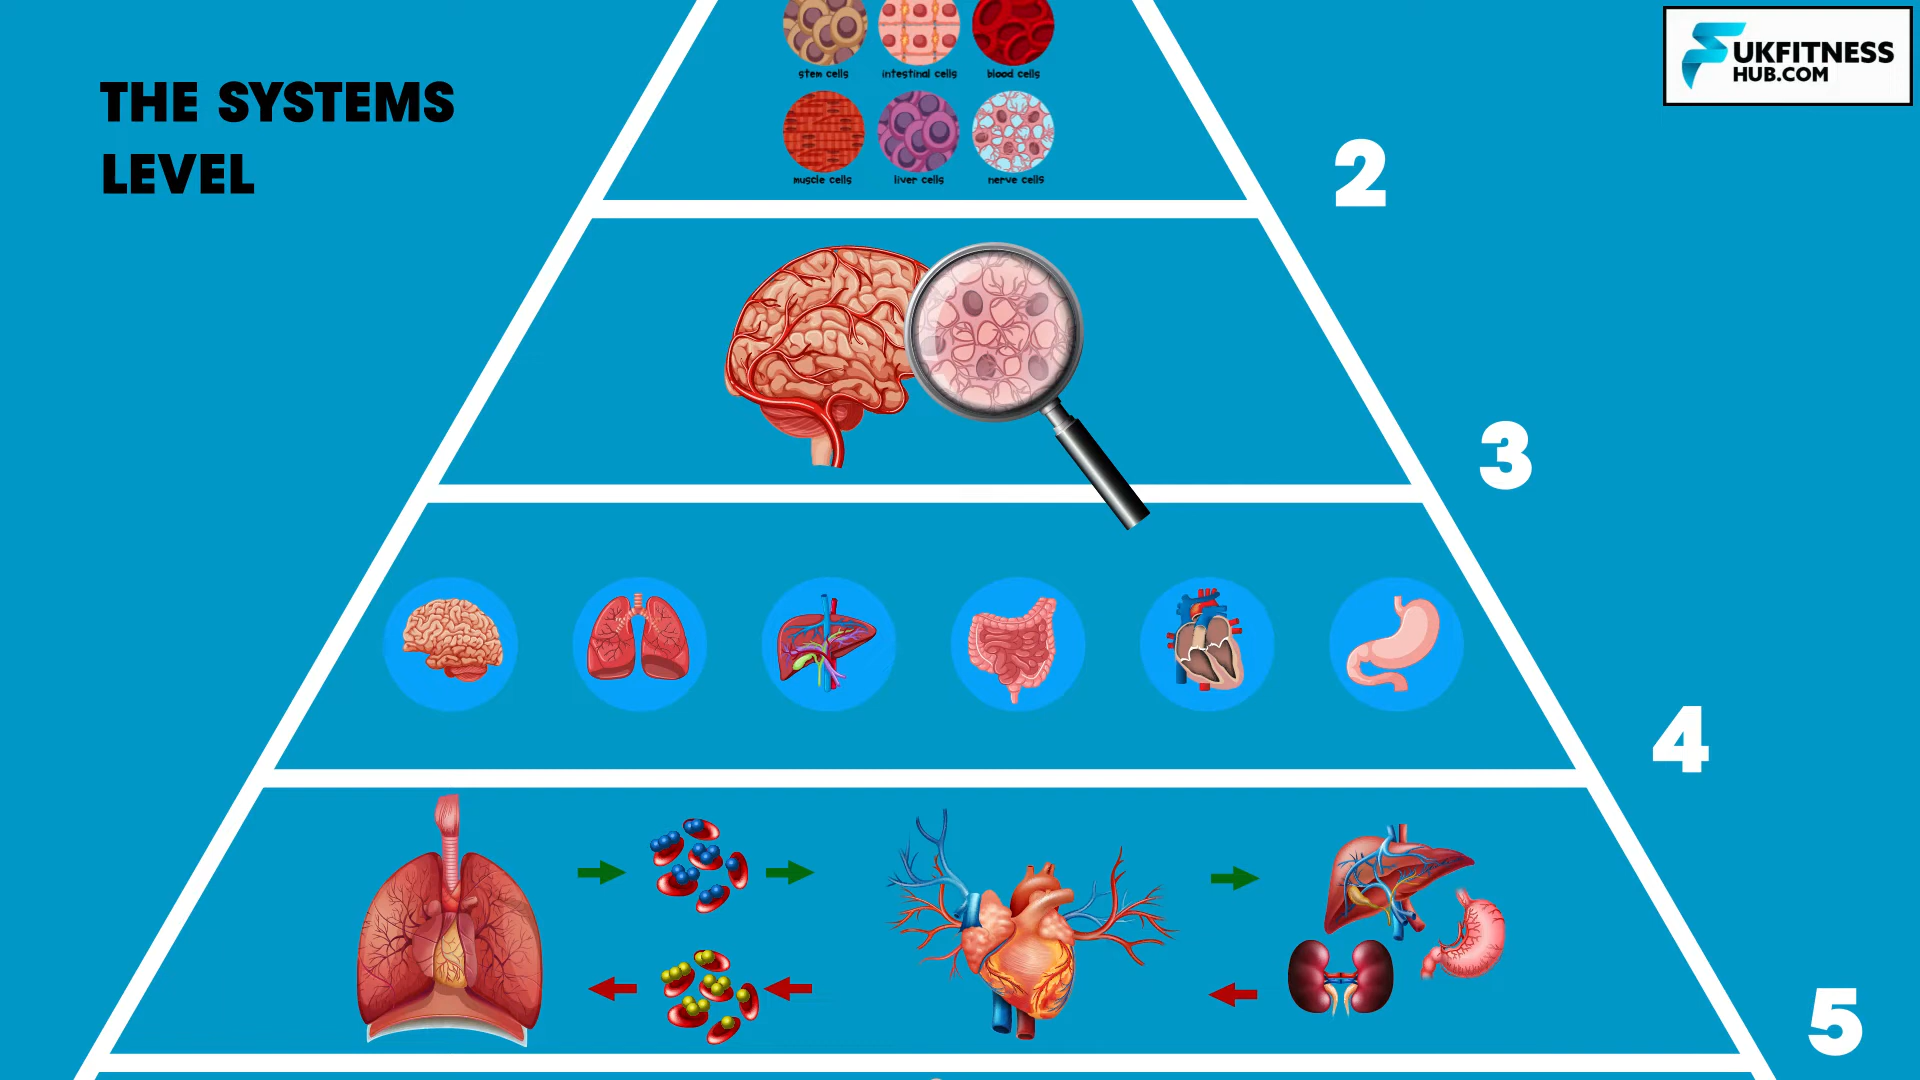 THE SYSTEMS
LEVEL
UKFITNESS
HUB.COM
stem cells
intestinal cells
blood cells
muscle cells
liver cells
nerve cells
2
3
4
5